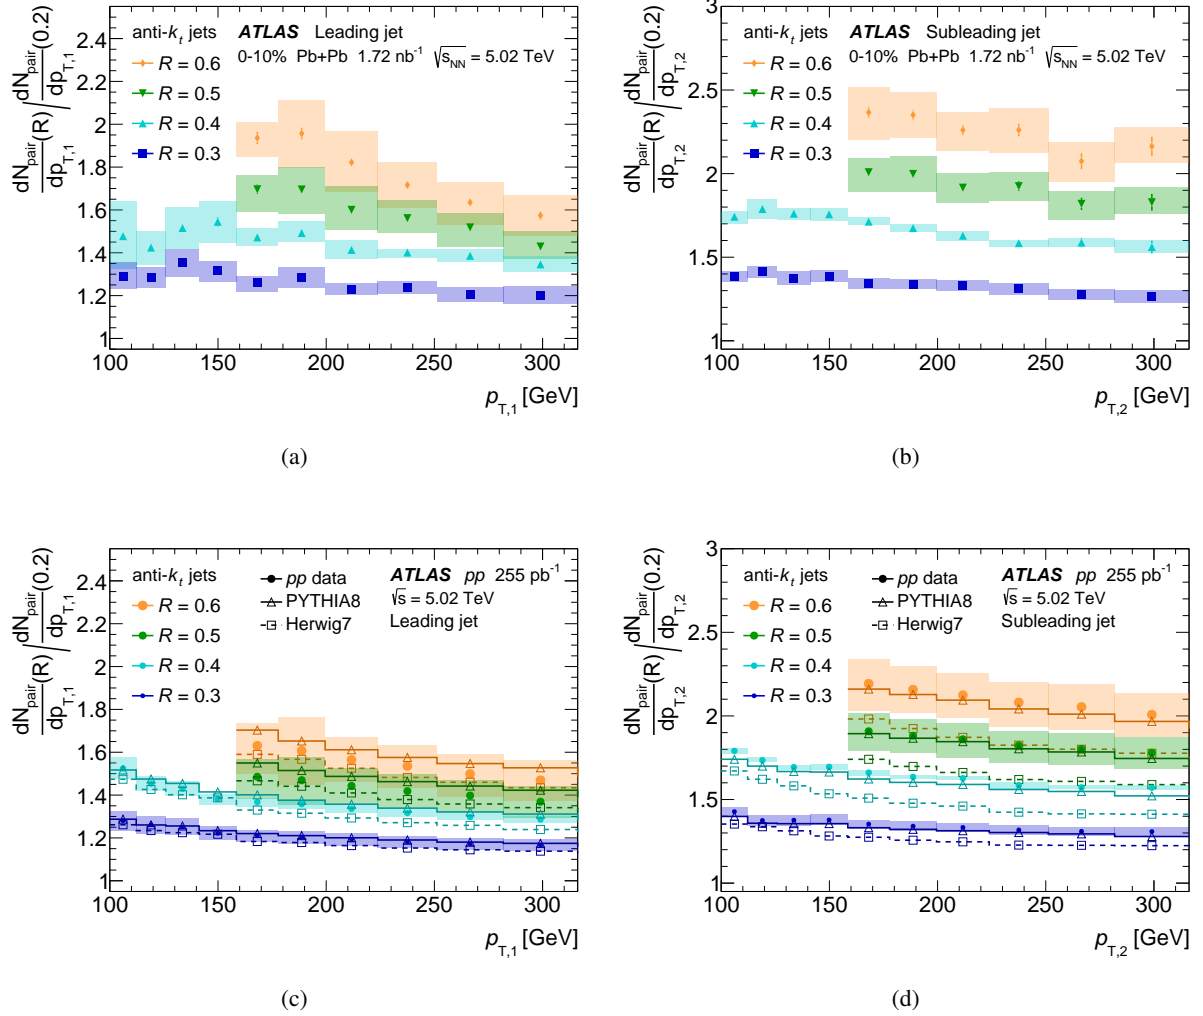 anti-k_t jets
ATLAS Leading jet
0-10% Pb+Pb 1.72 nb⁻¹ √s_NN = 5.02 TeV
R = 0.6
R = 0.5
R = 0.4
R = 0.3
dN_pair/dp_T,1 (R) / dN_pair/dp_T,1 (0.2)
2.4
2.2
2
1.8
1.6
1.4
1.2
1
100 150 200 250 300
p_T,1 [GeV]
(a)
anti-k_t jets
ATLAS Subleading jet
0-10% Pb+Pb 1.72 nb⁻¹ √s_NN = 5.02 TeV
R = 0.6
R = 0.5
R = 0.4
R = 0.3
dN_pair/dp_T,2 (R) / dN_pair/dp_T,2 (0.2)
3
2.5
2
1.5
1
100 150 200 250 300
p_T,2 [GeV]
(b)
anti-k_t jets
R = 0.6
R = 0.5
R = 0.4
R = 0.3
pp data
PYTHIA8
Herwig7
ATLAS pp 255 pb⁻¹
√s = 5.02 TeV
Leading jet
dN_pair/dp_T,1 (R) / dN_pair/dp_T,1 (0.2)
2.4
2.2
2
1.8
1.6
1.4
1.2
1
100 150 200 250 300
p_T,1 [GeV]
(c)
anti-k_t jets
R = 0.6
R = 0.5
R = 0.4
R = 0.3
pp data
PYTHIA8
Herwig7
ATLAS pp 255 pb⁻¹
√s = 5.02 TeV
Subleading jet
dN_pair/dp_T,2 (R) / dN_pair/dp_T,2 (0.2)
3
2.5
2
1.5
1
100 150 200 250 300
p_T,2 [GeV]
(d)